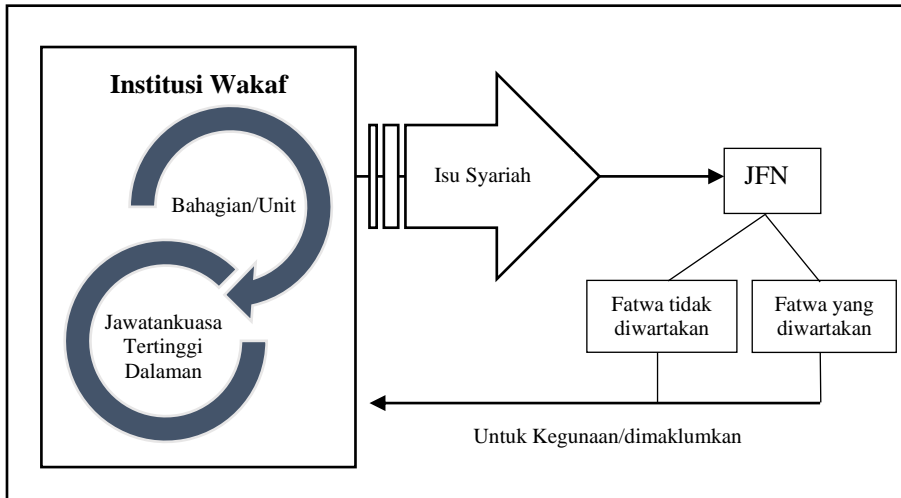 Institusi Wakaf
Bahagian/Unit
Jawatankuasa
Tertinggi
Dalaman
Isu Syariah
JFN
Fatwa tidak
diwartakan
Fatwa yang
diwartakan
Untuk Kegunaan/dimaklumkan